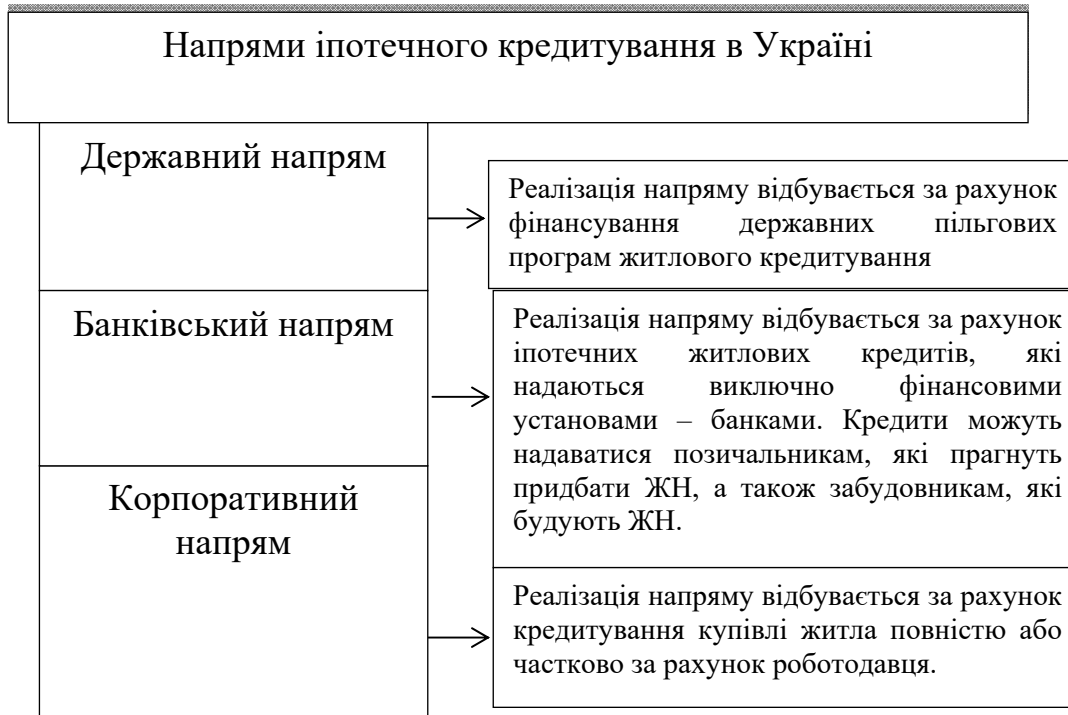 Напрями іпотечного кредитування в Україні
Державний напрям
Реалізація напряму відбувається за рахунок
фінансування державних пільгових
програм житлового кредитування
Банківський напрям
Реалізація напряму відбувається за рахунок
іпотечних житлових кредитів, які
надаються виключно фінансовими
установами – банками. Кредити можуть
надаватися позичальникам, які прагнуть
придбати ЖН, а також забудовникам, які
будують ЖН.
Корпоративний
напрям
Реалізація напряму відбувається за рахунок
кредитування купівлі житла повністю або
частково за рахунок роботодавця.